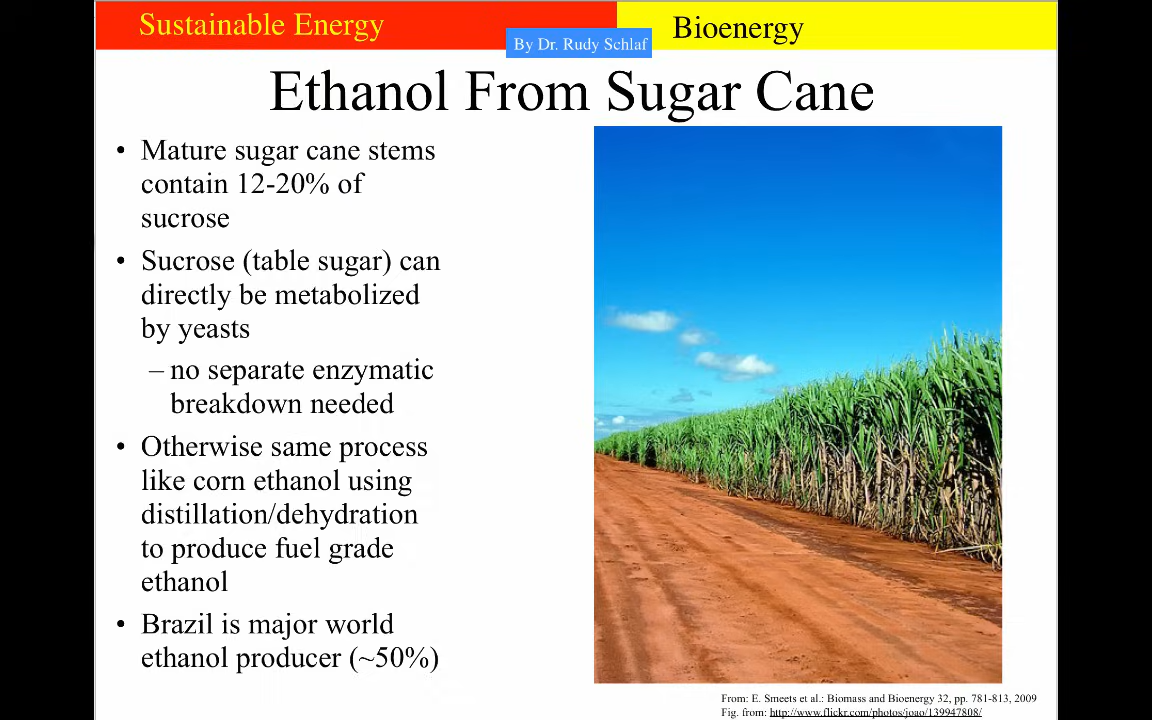 Sustainable Energy
By Dr. Rudy Schlaf
Bioenergy
Ethanol From Sugar Cane
• Mature sugar cane stems
contain 12-20% of
sucrose
• Sucrose (table sugar) can
directly be metabolized
by yeasts
– no separate enzymatic
breakdown needed
• Otherwise same process
like corn ethanol using
distillation/dehydration
to produce fuel grade
ethanol
• Brazil is major world
ethanol producer (~50%)
From: E. Smeets et al.: Biomass and Bioenergy 32, pp. 781-813, 2009
Fig. from: http://www.flickr.com/photos/joao/139947808/